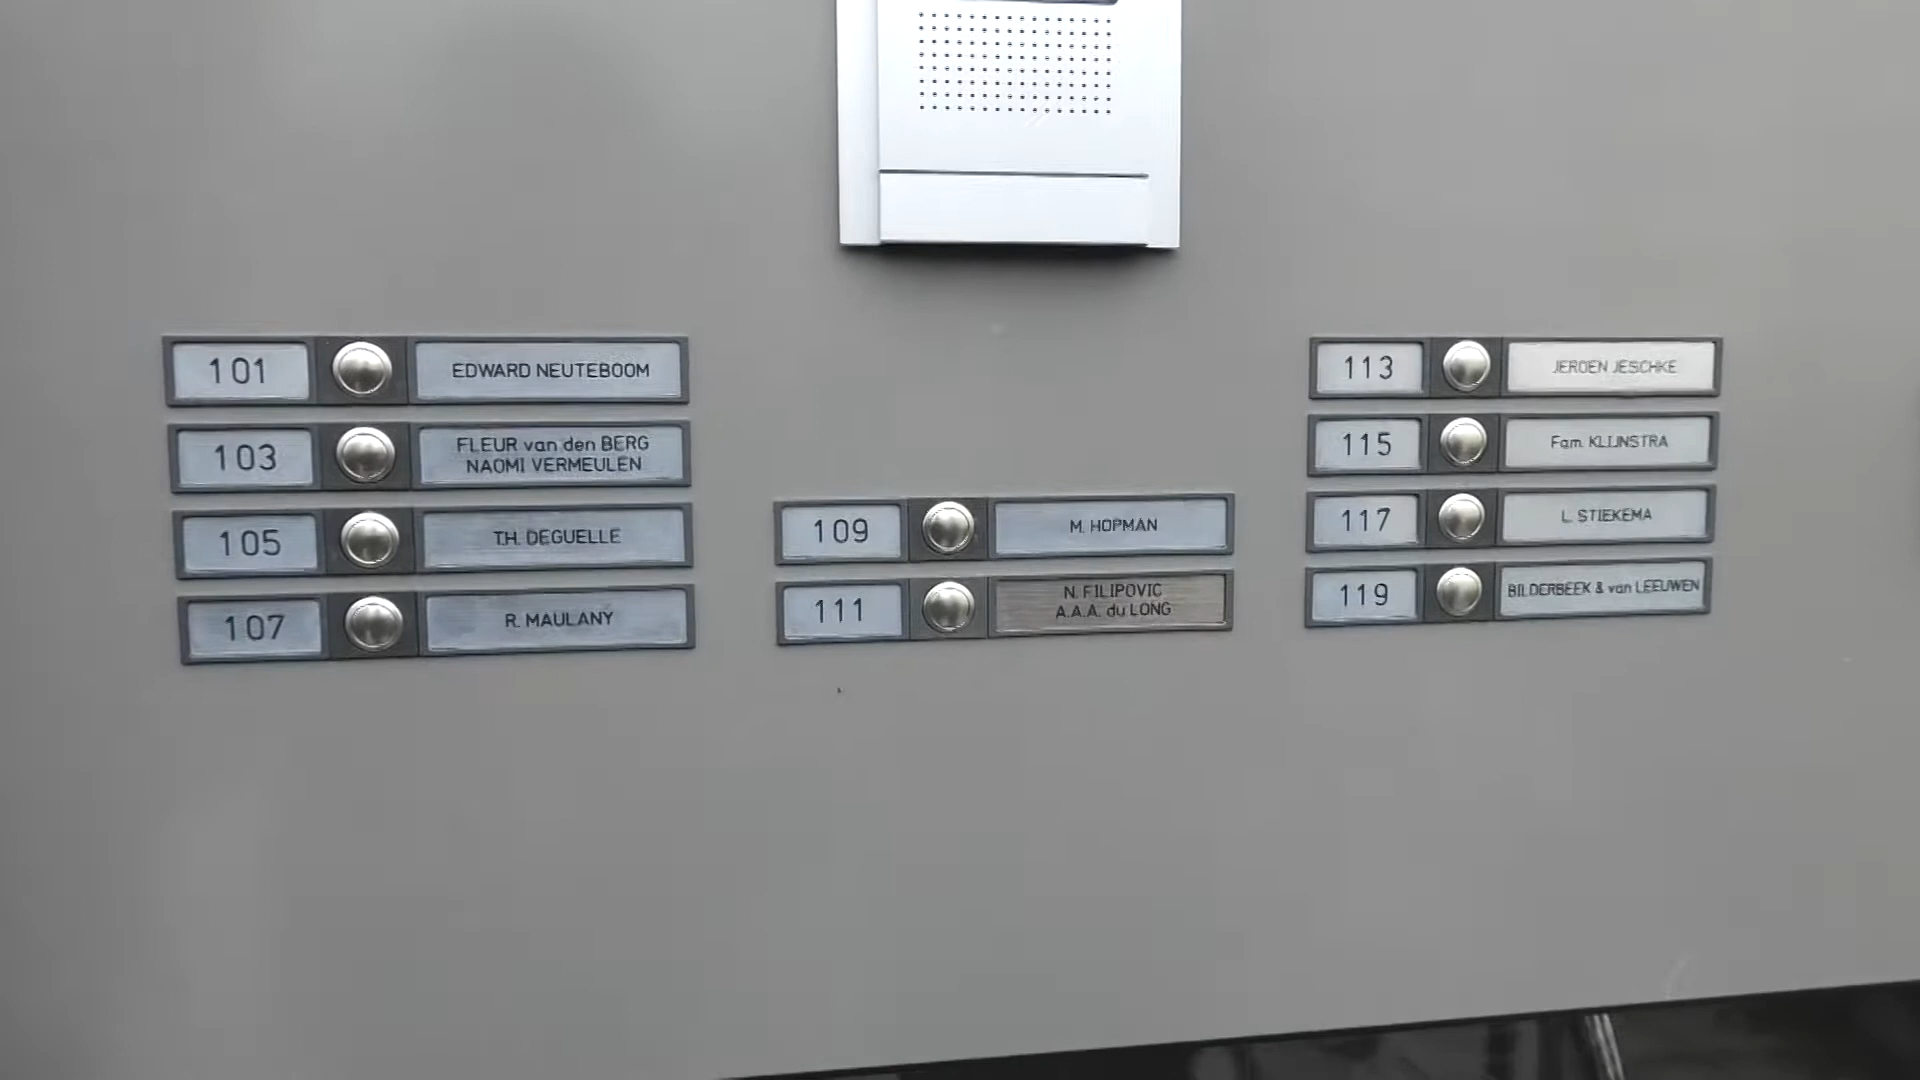 101 EDWARD NEUTEBOOM
103 FLEUR van den BERG
NAOMI VERMEULEN
105 TH. DEGUELLE
107 R. MAULANY
109 M. HOPMAN
111 N. FILIPOVIC
A.A.A. du LONG
113 JEROEN JESCHKE
115 Fam. KLIJNSTRA
117 L. STIEKEMA
119 BILDERBEEK & van LEEUWEN